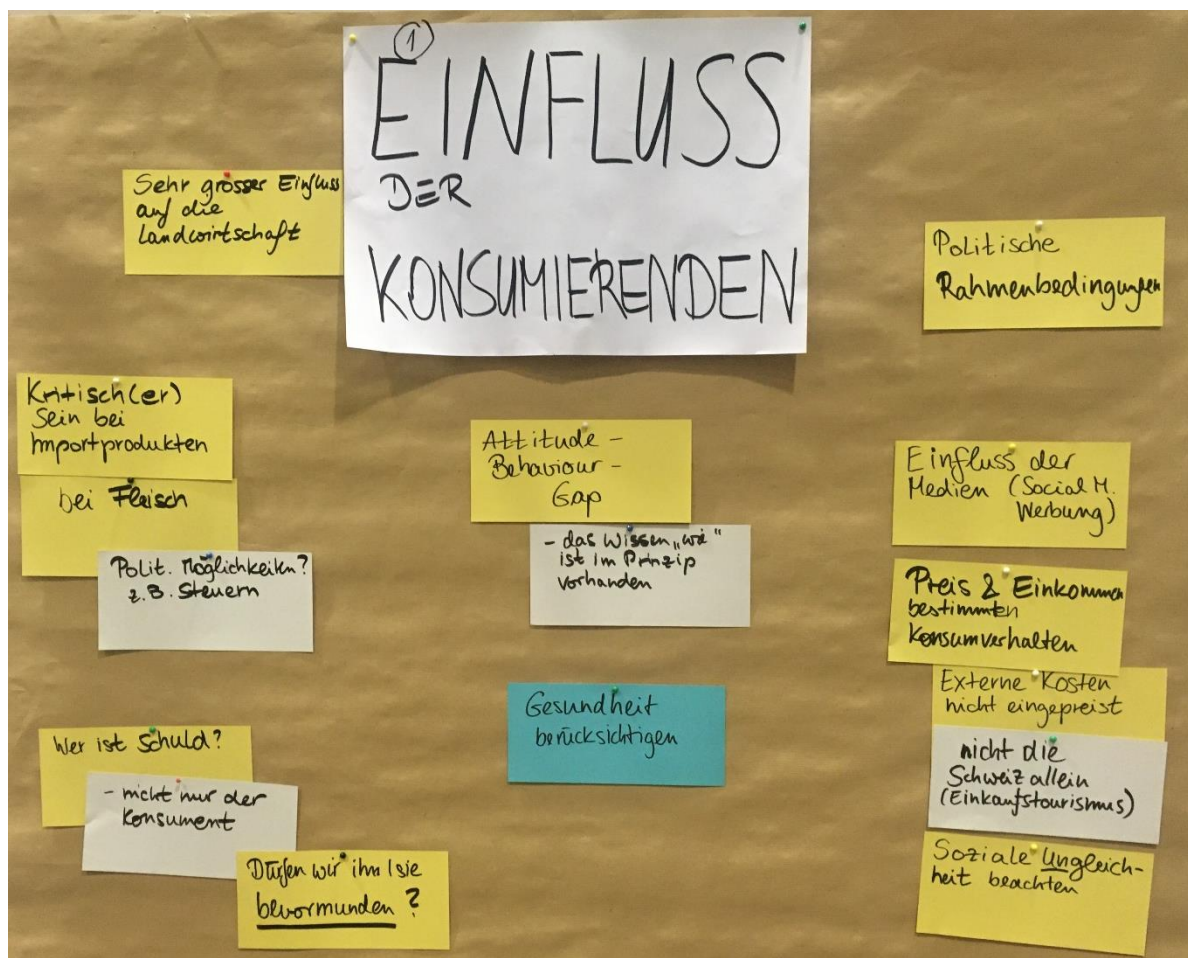 1
EINFLUSS
DER
KONSUMIERENDEN
Sehr grosser Einfluss
auf die
Landwirtschaft
Kritisch(er)
Sein bei
Importprodukten
bei Fleisch
Polit. Möglichkeiten?
z.B. Steuern
Wer ist Schuld?
- nicht nur der
Konsument
Dürfen wir ihn/sie
bevormunden?
Attitude -
Behaviour -
Gap
- das Wissen "wie"
ist im Prinzip
vorhanden
Gesundheit
berücksichtigen
Politische
Rahmenbedingungen
Einfluss der
Medien (Social M.
Werbung)
Preis & Einkommen
bestimmten
Konsumverhalten
Externe Kosten
nicht eingepreist
nicht die
Schweiz allein
(Einkaufstourismus)
Soziale Ungleich-
heit beachten